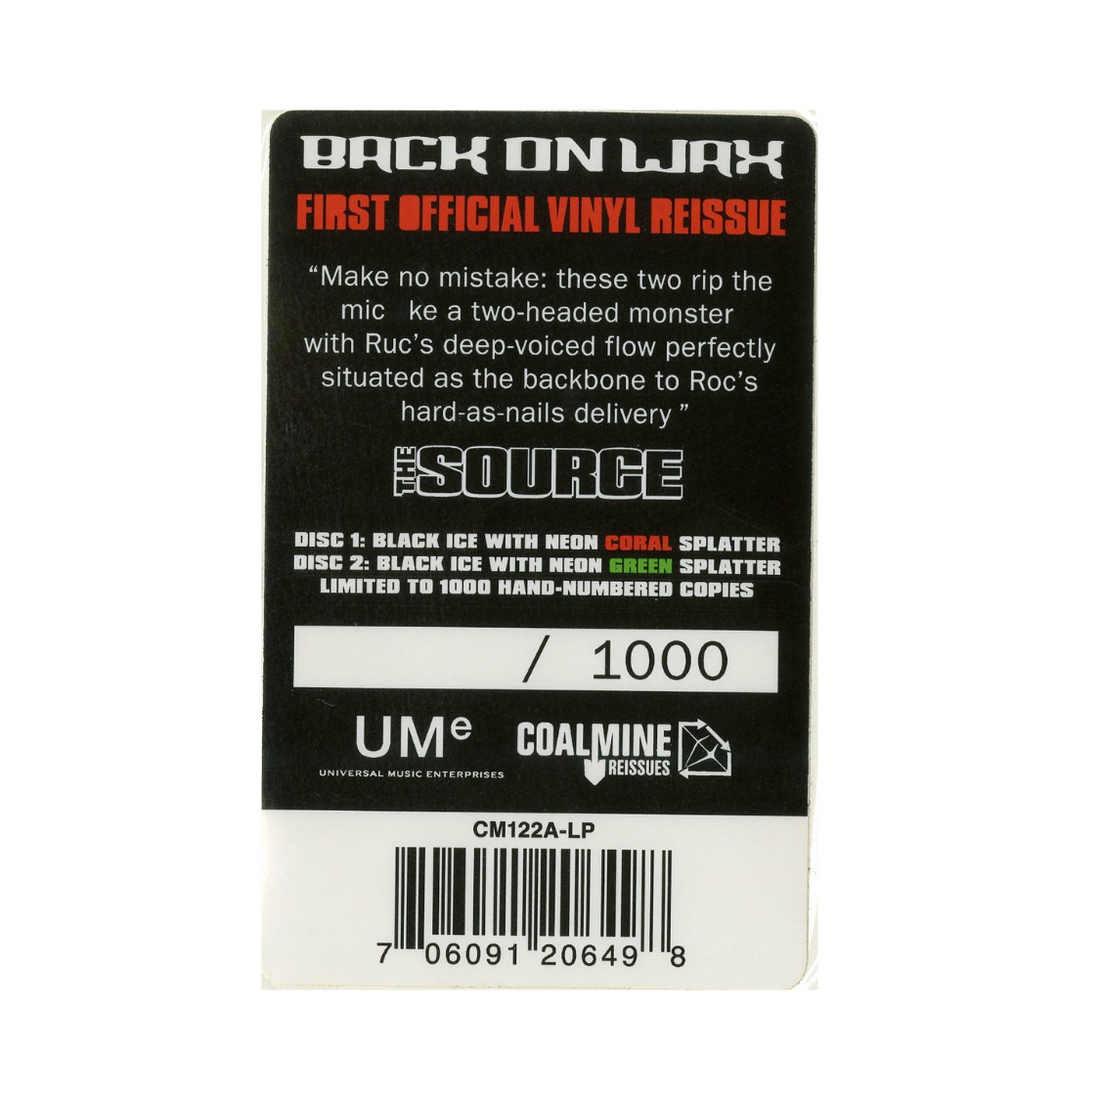 BACK ON WAX
FIRST OFFICIAL VINYL REISSUE
“Make no mistake: these two rip the
mic ke a two-headed monster
with Ruc’s deep-voiced flow perfectly
situated as the backbone to Roc’s
hard-as-nails delivery ”
THE SOURCE
DISC 1: BLACK ICE WITH NEON CORAL SPLATTER
DISC 2: BLACK ICE WITH NEON GREEN SPLATTER
LIMITED TO 1000 HAND-NUMBERED COPIES
/ 1000
UMe
UNIVERSAL MUSIC ENTERPRISES
COALMINE
REISSUES
CM122A-LP
7 06091 20649 8